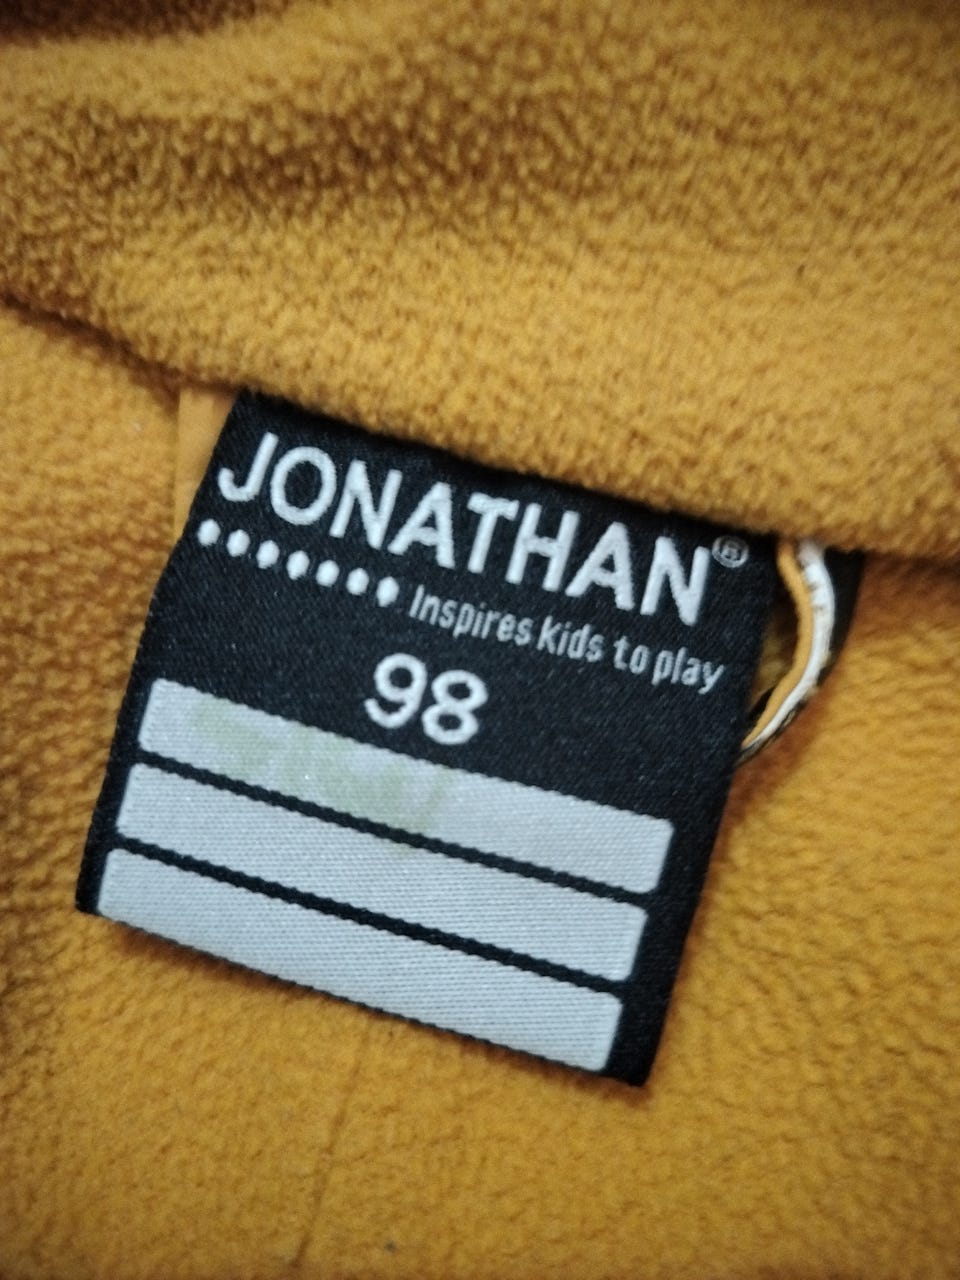 JONATHAN®
Inspires kids to play
98